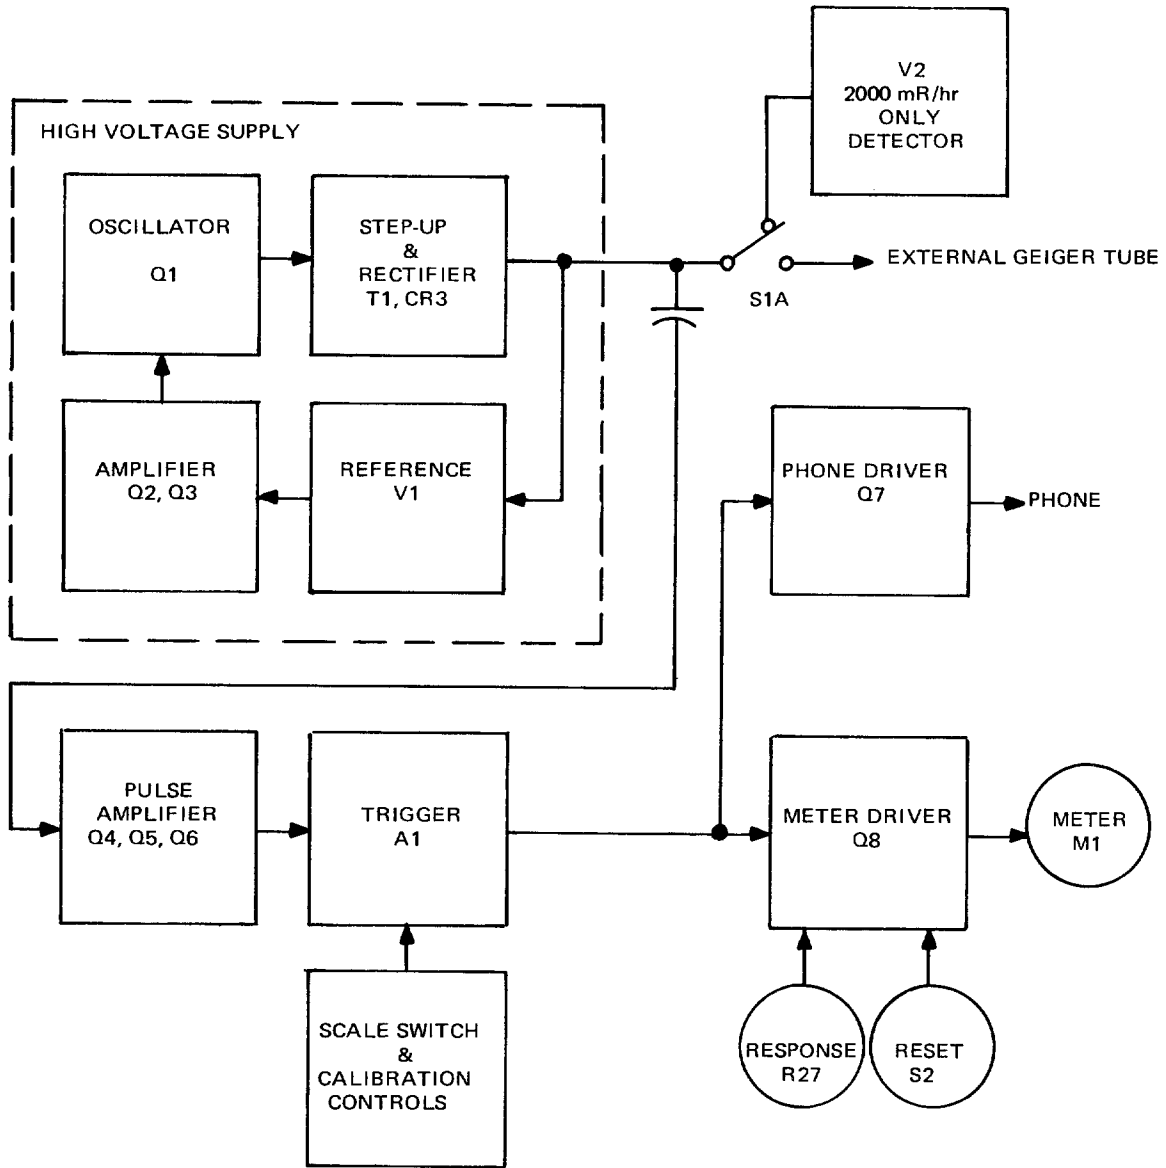 V2
2000 mR/hr
ONLY
DETECTOR
HIGH VOLTAGE SUPPLY
OSCILLATOR
Q1
STEP-UP
&
RECTIFIER
T1, CR3
EXTERNAL GEIGER TUBE
S1A
AMPLIFIER
Q2, Q3
REFERENCE
V1
PHONE DRIVER
Q7
PHONE
PULSE
AMPLIFIER
Q4, Q5, Q6
TRIGGER
A1
METER DRIVER
Q8
METER
M1
SCALE SWITCH
&
CALIBRATION
CONTROLS
RESPONSE
R27
RESET
S2